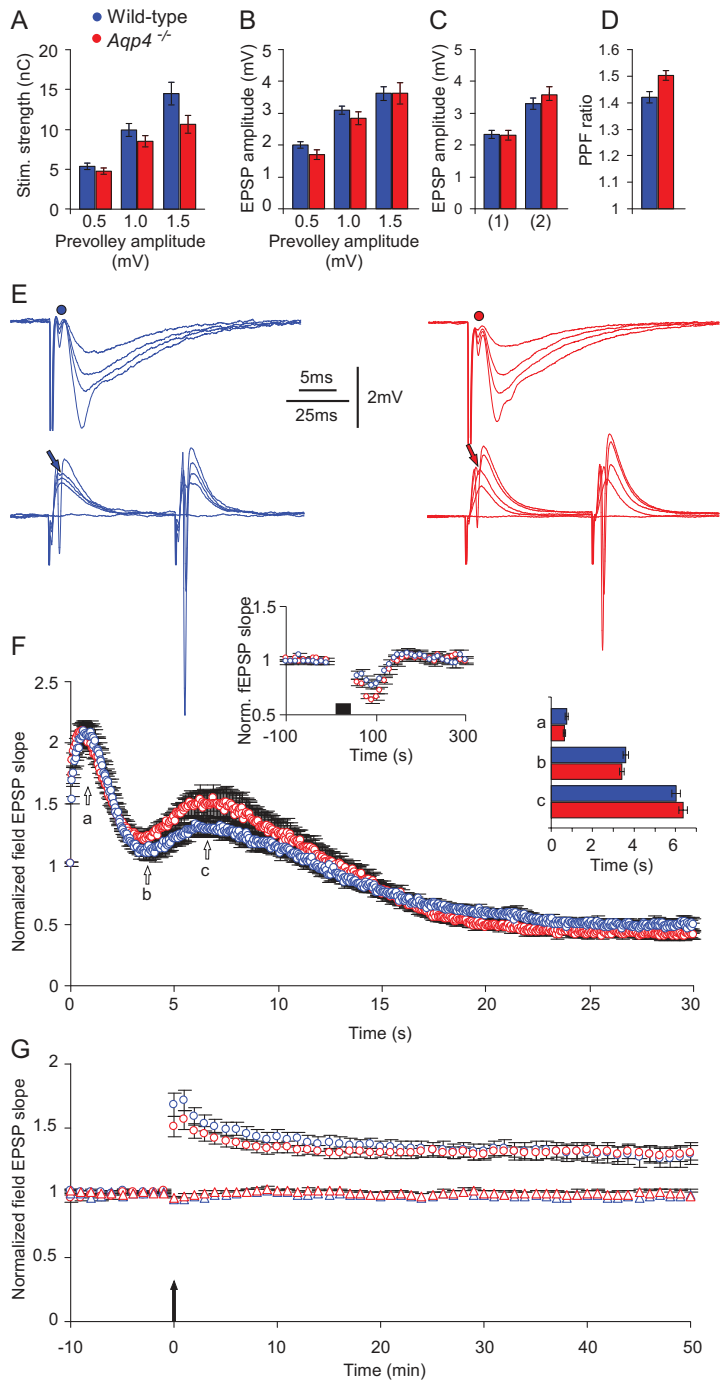 A
Wild-type
Aqp4 -/-
Stim. strength (nC)
20
15
10
5
0
0.5 1.0 1.5
Prevolley amplitude
(mV)
B
EPSP amplitude (mV)
5
4
3
2
1
0
0.5 1.0 1.5
Prevolley amplitude
(mV)
C
EPSP amplitude (mV)
5
4
3
2
1
0
(1) (2)
D
PPF ratio
1.6
1.5
1.4
1.3
1.2
1.1
1
E
5ms
25ms
2mV
F
Norm. fEPSP slope
1.5
1
0.5
-100 100 300
Time (s)
a
b
c
0 2 4 6
Time (s)
Normalized field EPSP slope
2.5
2
1.5
1
0.5
0
a
b
c
0 5 10 15 20 25 30
Time (s)
G
Normalized field EPSP slope
2
1.5
1
0.5
0
-10 0 10 20 30 40 50
Time (min)